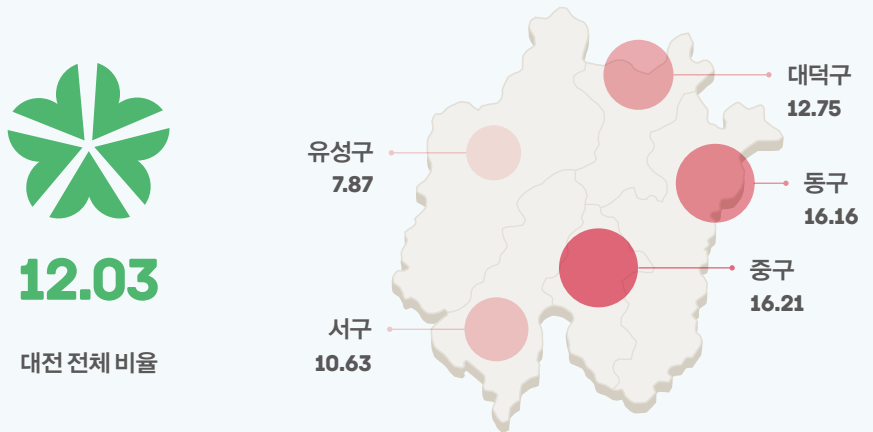 12.03
대전 전체 비율
대덕구
12.75
유성구
7.87
동구
16.16
중구
16.21
서구
10.63